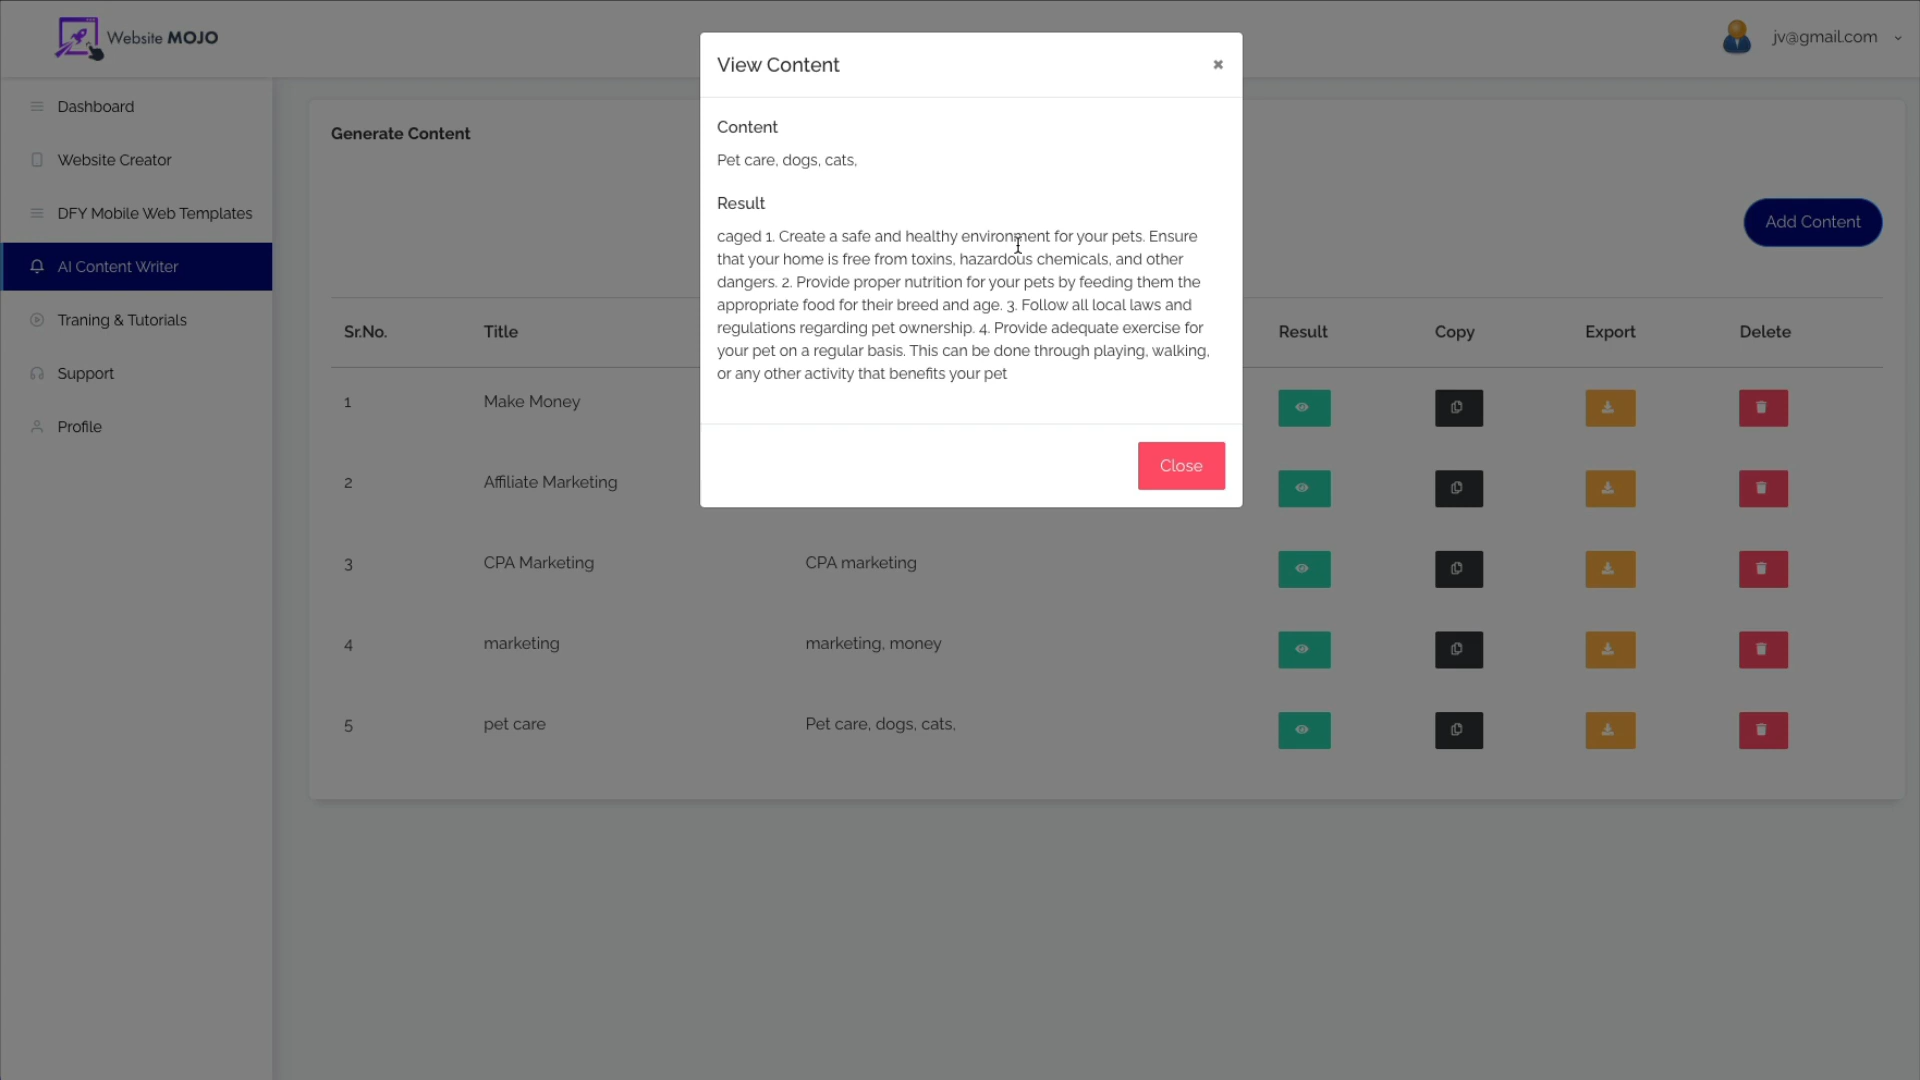 Website MOJO
jv@gmail.com
Dashboard
Website Creator
DFY Mobile Web Templates
AI Content Writer
Traning & Tutorials
Support
Profile
Generate Content
Add Content
Sr.No. Title Result Copy Export Delete
1 Make Money
2 Affiliate Marketing
3 CPA Marketing CPA marketing
4 marketing marketing, money
5 pet care Pet care, dogs, cats,
View Content
Content
Pet care, dogs, cats,
Result
caged 1. Create a safe and healthy environment for your pets. Ensure
that your home is free from toxins, hazardous chemicals, and other
dangers. 2. Provide proper nutrition for your pets by feeding them the
appropriate food for their breed and age. 3. Follow all local laws and
regulations regarding pet ownership. 4. Provide adequate exercise for
your pet on a regular basis. This can be done through playing, walking,
or any other activity that benefits your pet
Close